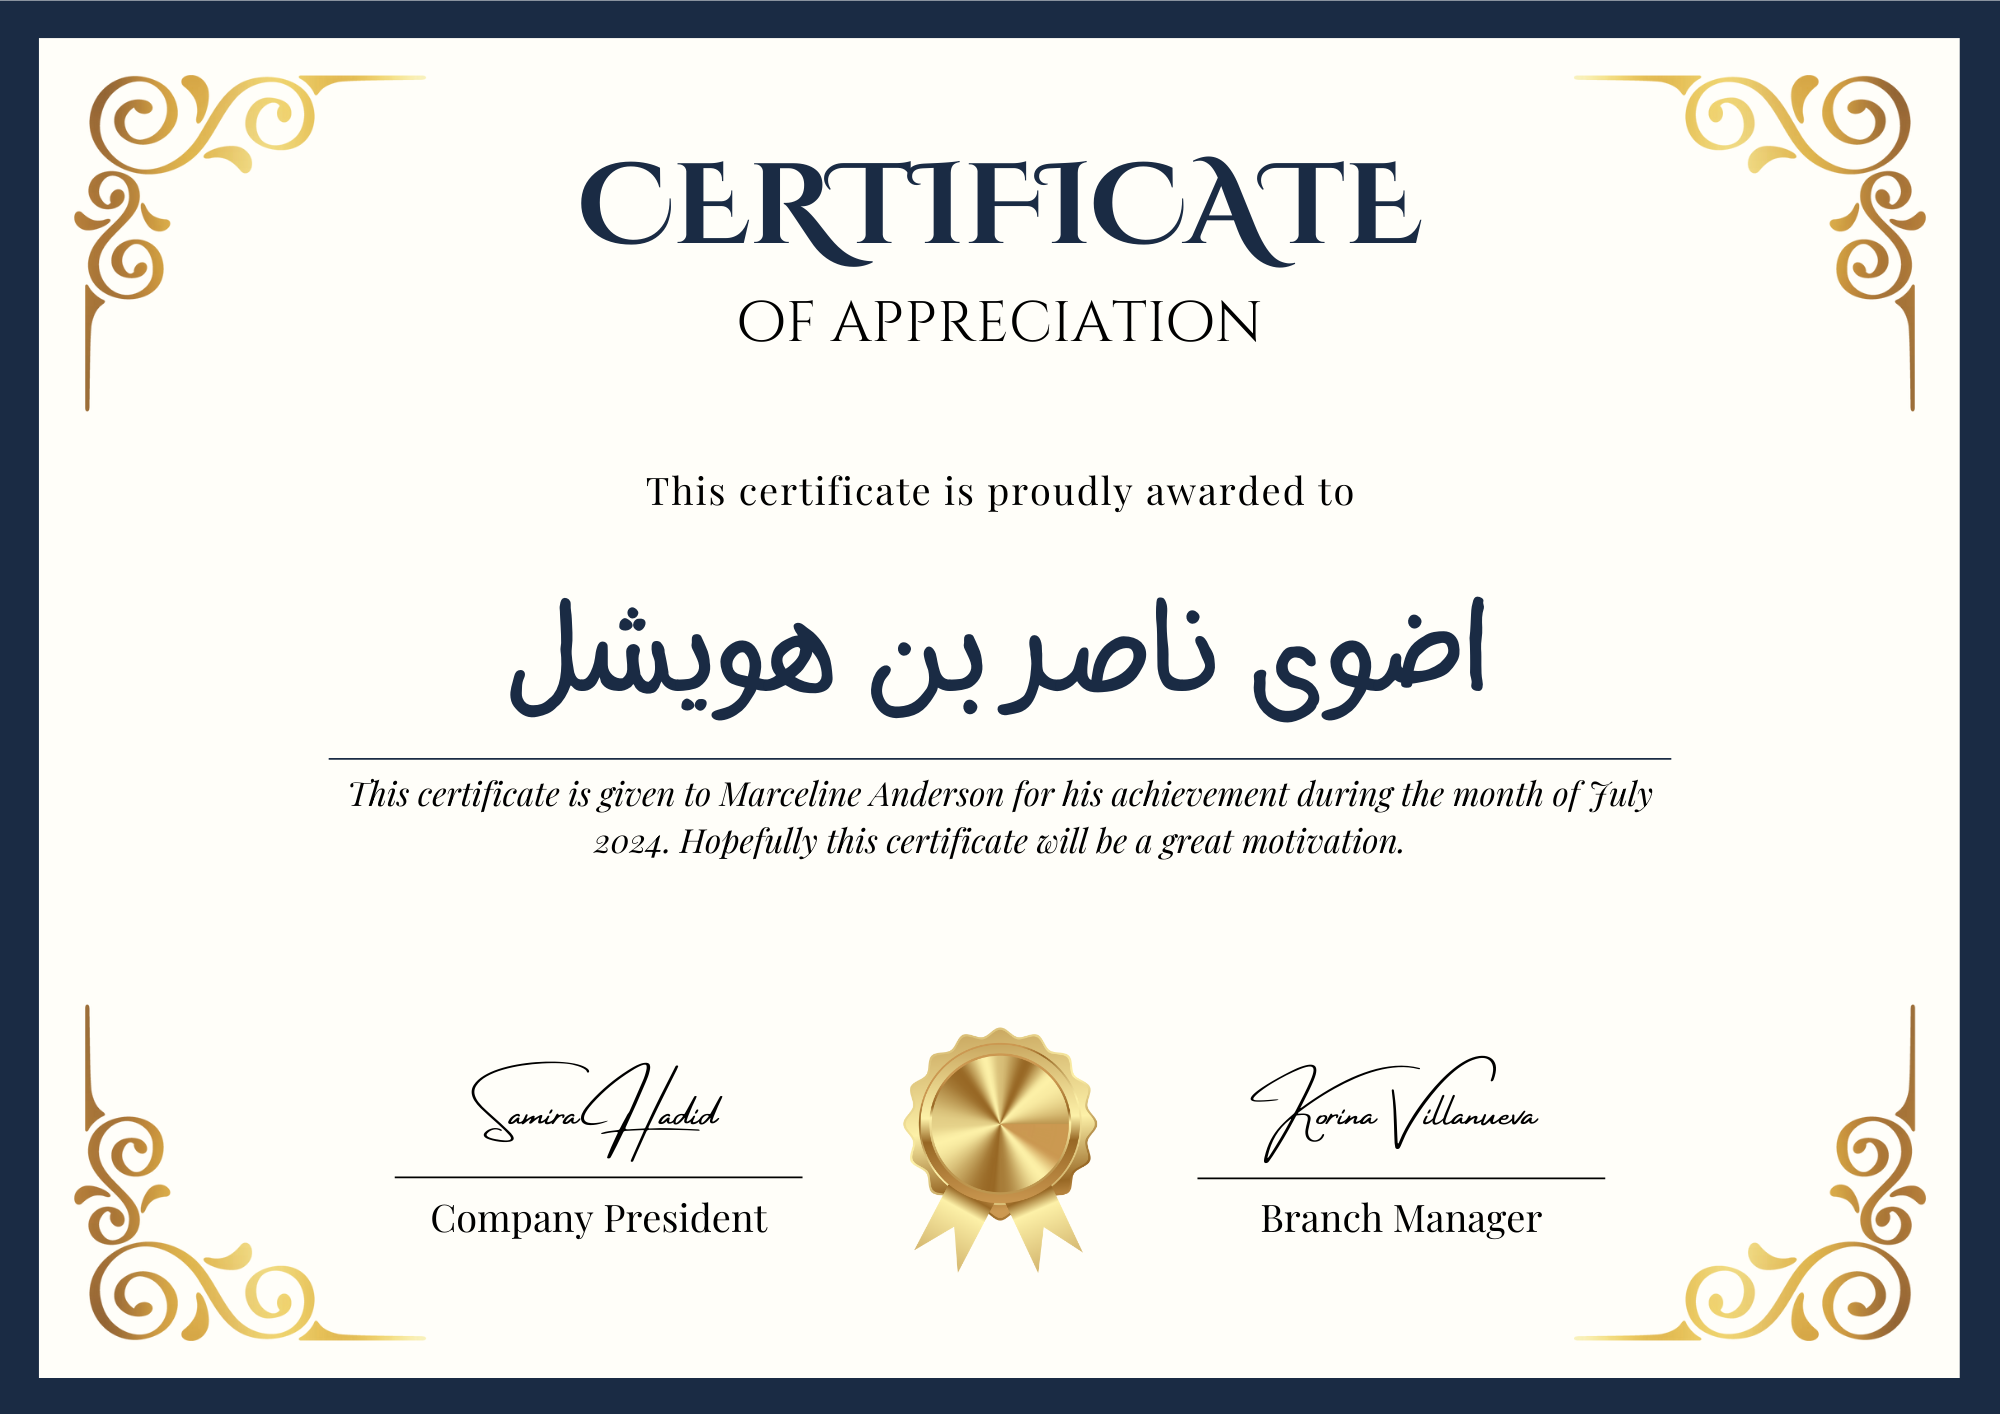 CERTIFICATE
OF APPRECIATION
This certificate is proudly awarded to
اضوى ناصر بن هويشل
This certificate is given to Marceline Anderson for his achievement during the month of July
2024. Hopefully this certificate will be a great motivation.
Samira Hadid
Korina Villanueva
Company President
Branch Manager